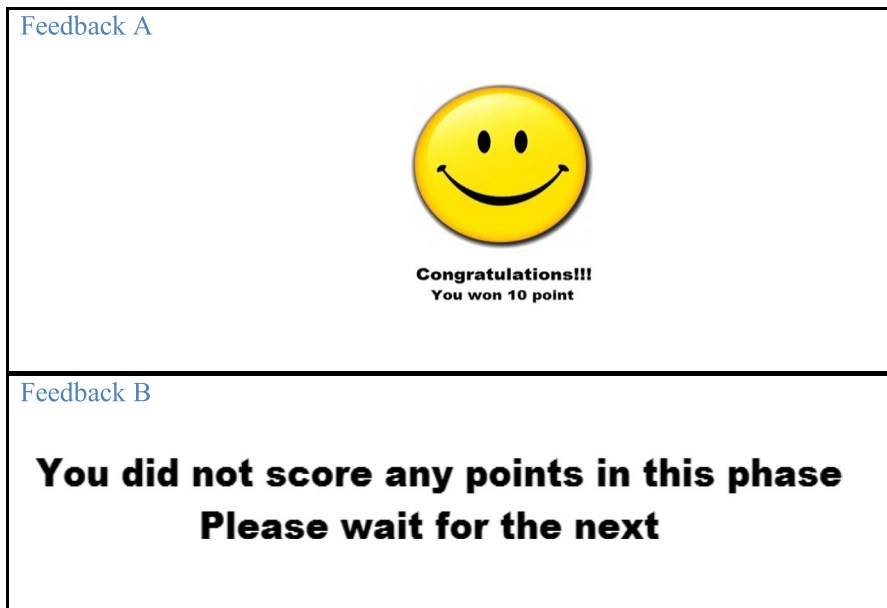 Feedback A
Congratulations!!!
You won 10 point
Feedback B
You did not score any points in this phase
Please wait for the next